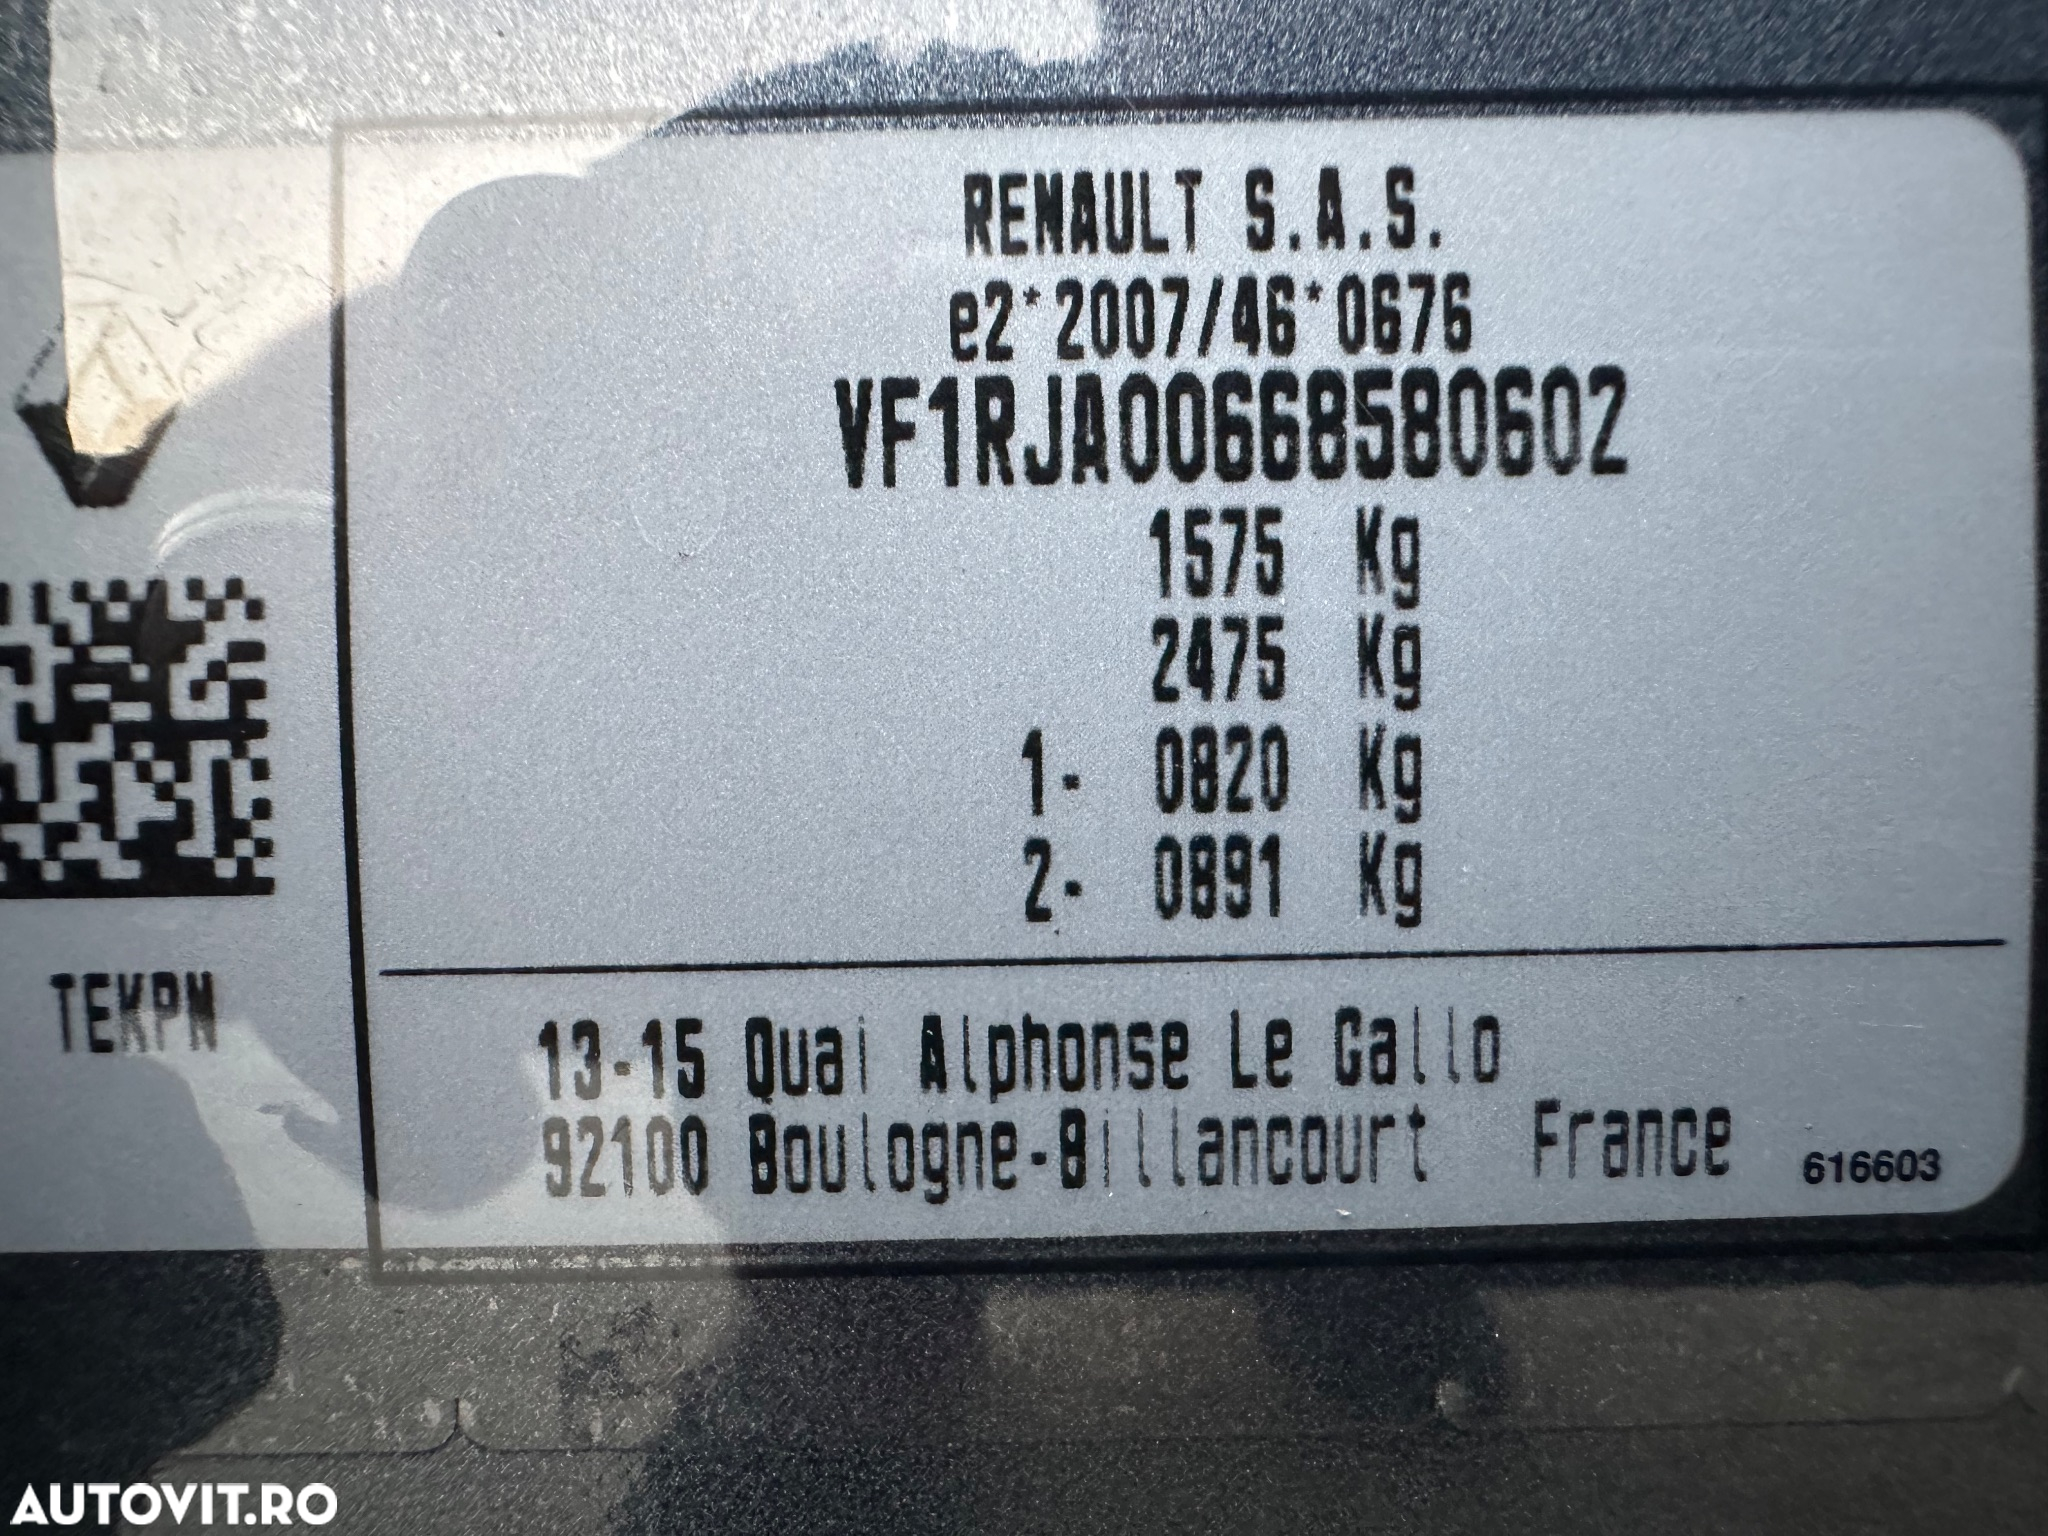 RENAULT S.A.S.
e2*2007/46*0676
VF1RJA00668580602
1575 Kg
2475 Kg
1- 0820 Kg
2- 0891 Kg
TEKPN
13-15 Quai Alphonse Le Gallo
92100 Boulogne-Billancourt France 616603
AUTOVIT.RO